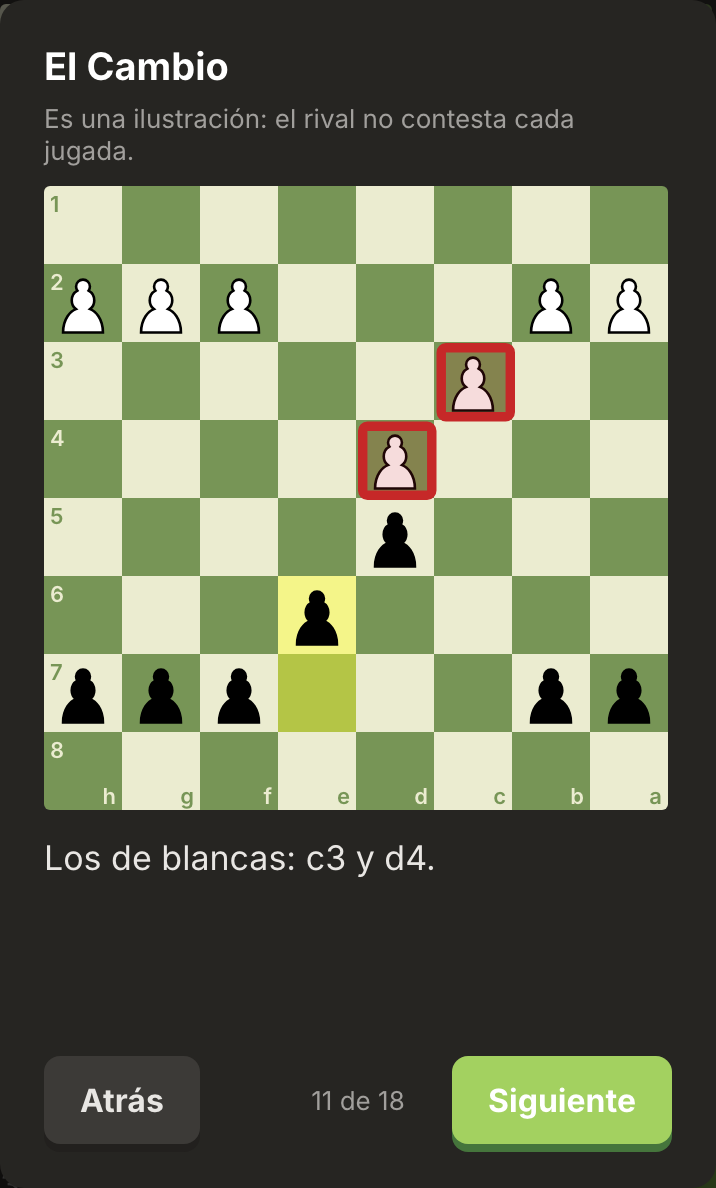 El Cambio
Es una ilustración: el rival no contesta cada
jugada.
1
2
3
4
5
6
7
8
h g f e d c b a
Los de blancas: c3 y d4.
Atrás 11 de 18 Siguiente